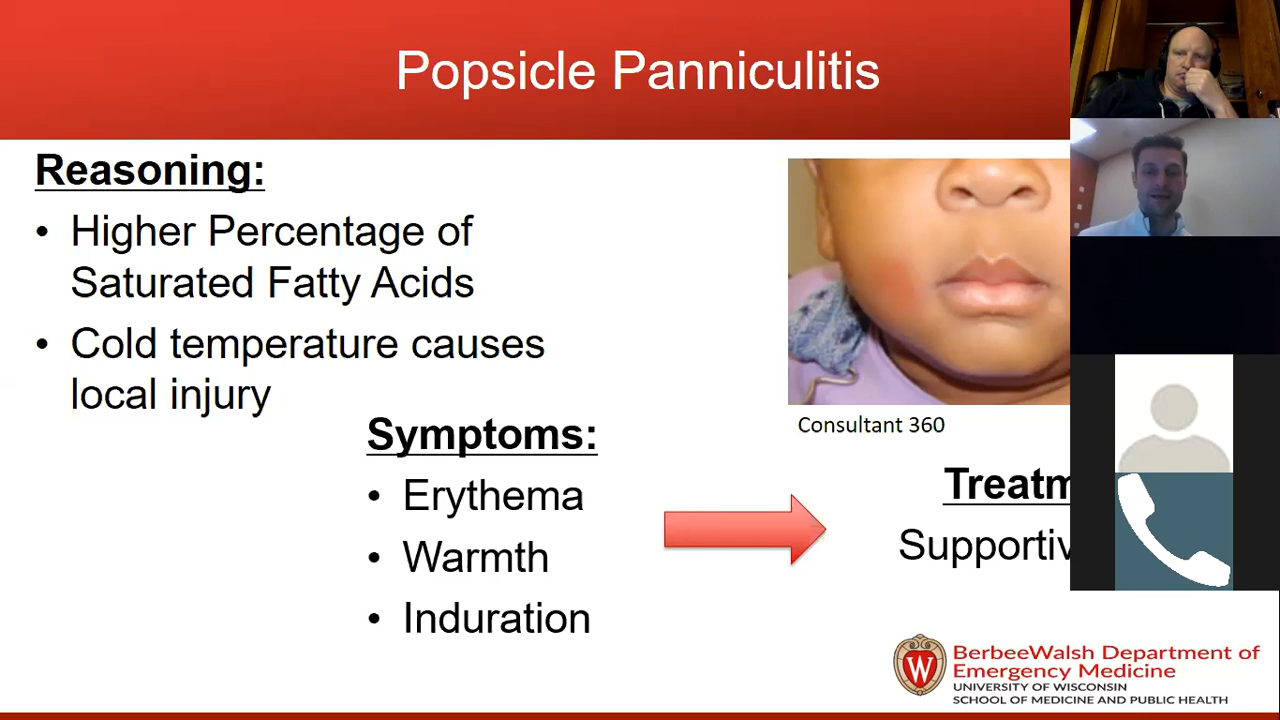 Popsicle Panniculitis
Reasoning:
• Higher Percentage of
Saturated Fatty Acids
• Cold temperature causes
local injury
Consultant 360
Symptoms:
• Erythema
• Warmth
• Induration
Treatm
Supportiv
W
BerbeeWalsh Department of
Emergency Medicine
UNIVERSITY OF WISCONSIN
SCHOOL OF MEDICINE AND PUBLIC HEALTH